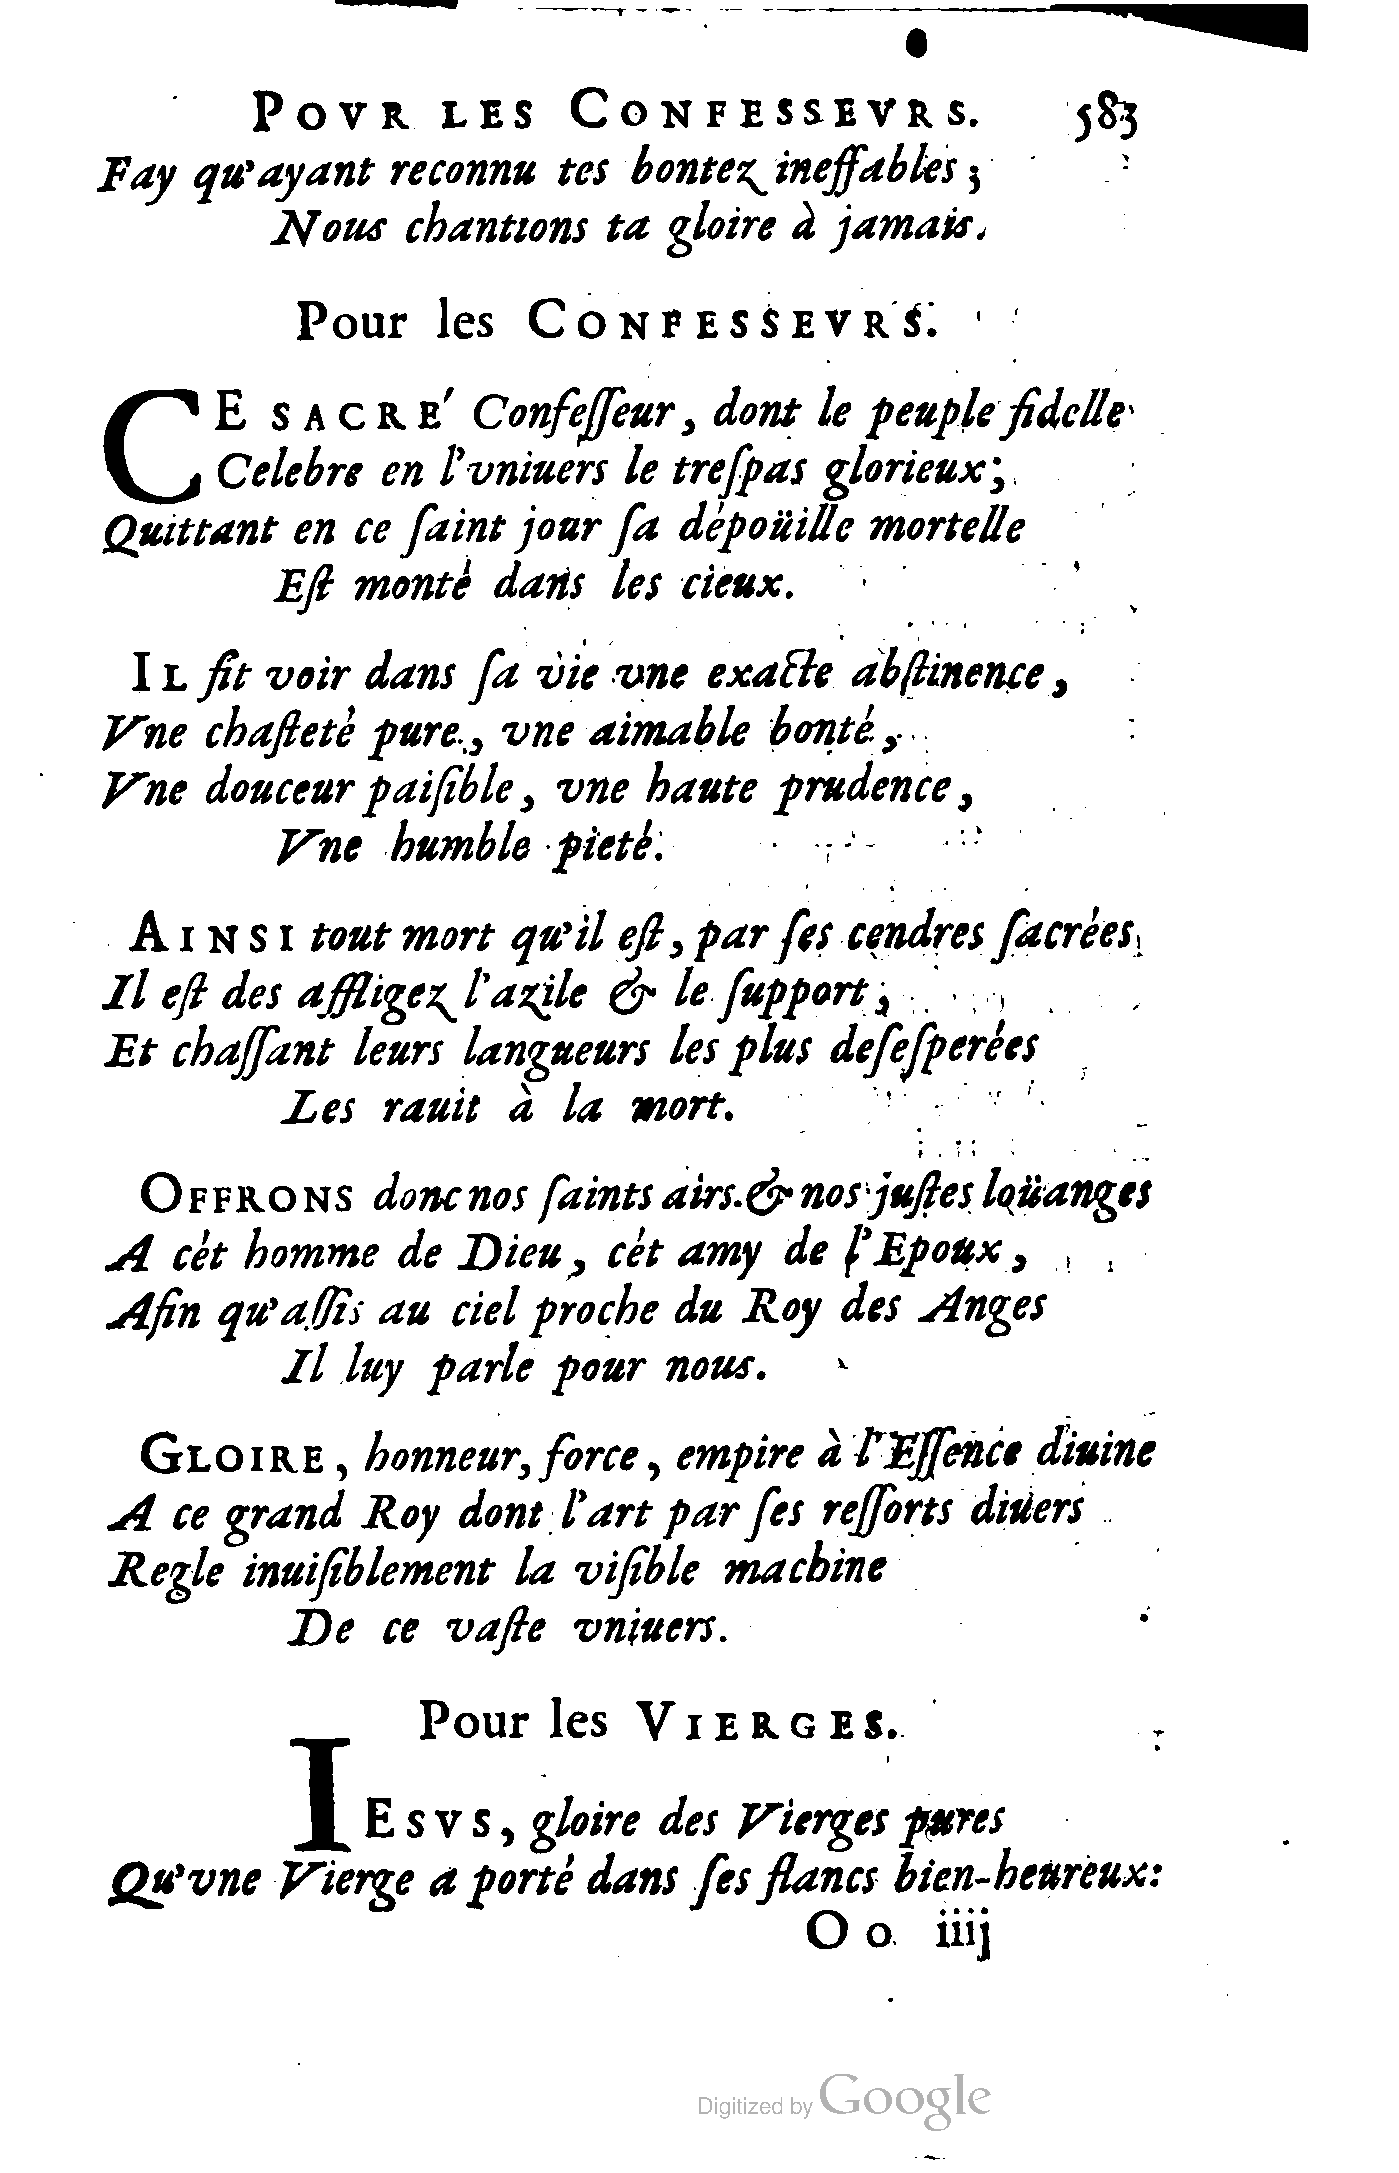 POVR LES CONFESSEVRS. 583
Fay qu'ayant reconnu tes bontez ineffables ;
Nous chantions ta gloire à jamais.
Pour les CONFESSEVRS.
CE SACRÉ Confeſſeur, dont le peuple fidelle
Celebre en l'vniuers le treſpas glorieux ;
Quittant en ce ſaint jour ſa dépoüille mortelle
Eſt monté dans les cieux.
IL fit voir dans ſa vie vne exacte abſtinence,
Vne chaſteté pure, vne aimable bonté,
Vne douceur paiſible, vne haute prudence,
Vne humble pieté.
AINSI tout mort qu'il eſt, par ſes cendres ſacrées,
Il eſt des affligez l'azile & le ſupport ;
Et chaſſant leurs langueurs les plus deſeſperées
Les rauit à la mort.
OFFRONS donc nos ſaints airs & nos juſtes loüanges
A cét homme de Dieu, cét amy de l'Epoux,
Afin qu'aſſis au ciel proche du Roy des Anges
Il luy parle pour nous.
GLOIRE, honneur, force, empire à l'Eſſence diuine
A ce grand Roy dont l'art par ſes reſſorts diuers
Regle inuiſiblement la viſible machine
De ce vaſte vniuers.
Pour les VIERGES.
IESVS, gloire des Vierges pures
Qu'vne Vierge a porté dans ſes flancs bien-heureux:
Oo iiij
Digitized by Google